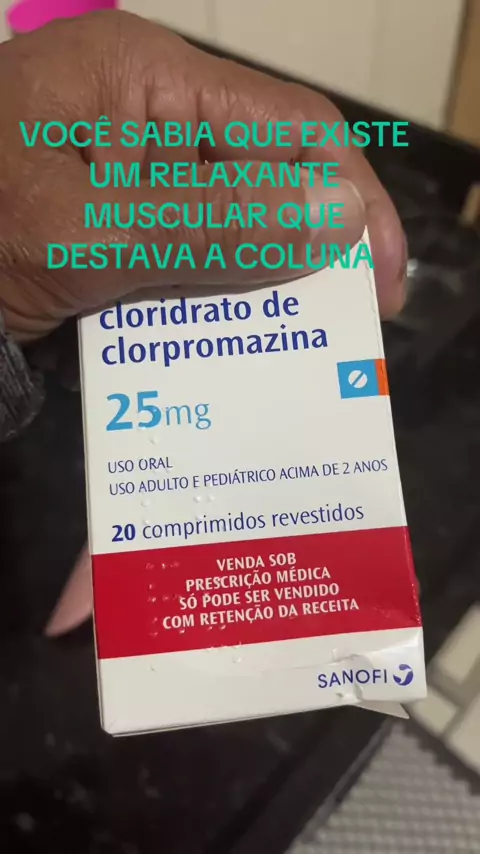 VOCÊ SABIA QUE EXISTE
UM RELAXANTE
MUSCULAR QUE
DESTAVA A COLUNA
cloridrato de
clorpromazina
25mg
USO ORAL
USO ADULTO E PEDIÁTRICO ACIMA DE 2 ANOS
20 comprimidos revestidos
VENDA SOB
PRESCRIÇÃO MÉDICA
SÓ PODE SER VENDIDO
COM RETENÇÃO DA RECEITA
SANOFI